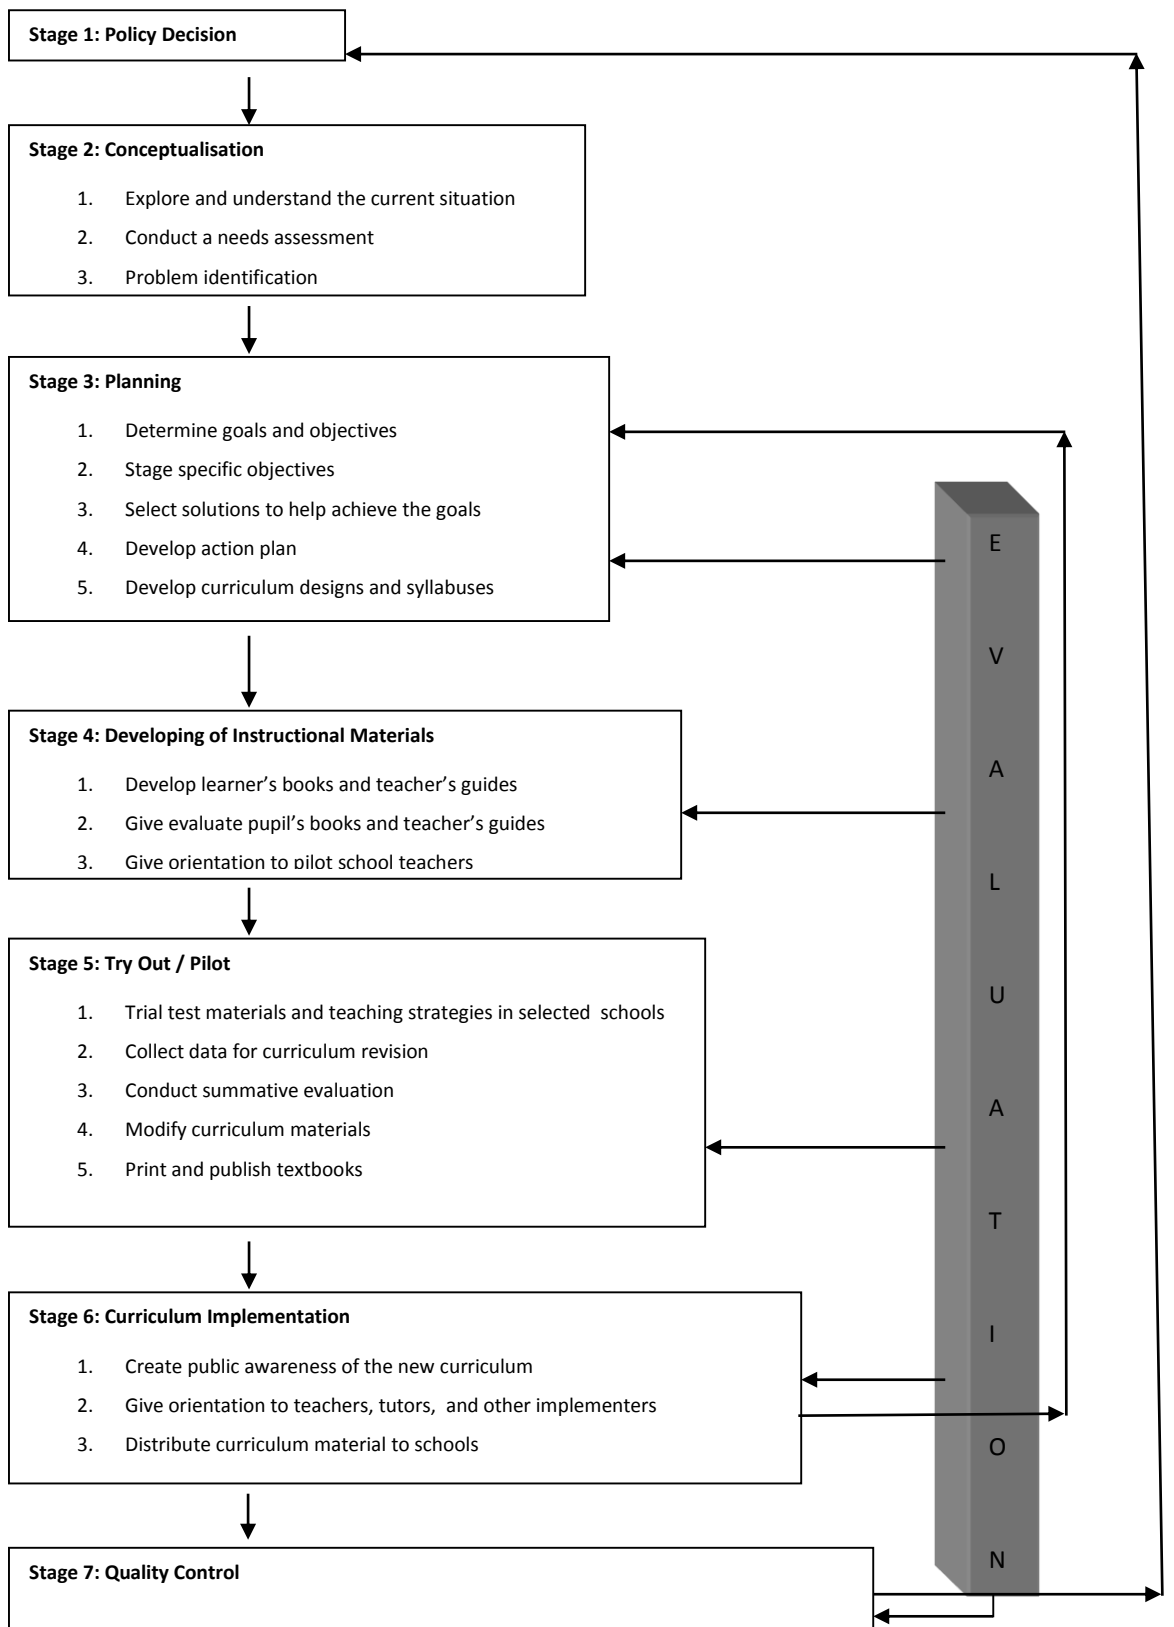 Stage 1: Policy Decision
Stage 2: Conceptualisation
1. Explore and understand the current situation
2. Conduct a needs assessment
3. Problem identification
Stage 3: Planning
1. Determine goals and objectives
2. Stage specific objectives
3. Select solutions to help achieve the goals
4. Develop action plan
5. Develop curriculum designs and syllabuses
Stage 4: Developing of Instructional Materials
1. Develop learner’s books and teacher’s guides
2. Give evaluate pupil’s books and teacher’s guides
3. Give orientation to pilot school teachers
Stage 5: Try Out / Pilot
1. Trial test materials and teaching strategies in selected schools
2. Collect data for curriculum revision
3. Conduct summative evaluation
4. Modify curriculum materials
5. Print and publish textbooks
Stage 6: Curriculum Implementation
1. Create public awareness of the new curriculum
2. Give orientation to teachers, tutors, and other implementers
3. Distribute curriculum material to schools
Stage 7: Quality Control
E
V
A
L
U
A
T
I
O
N